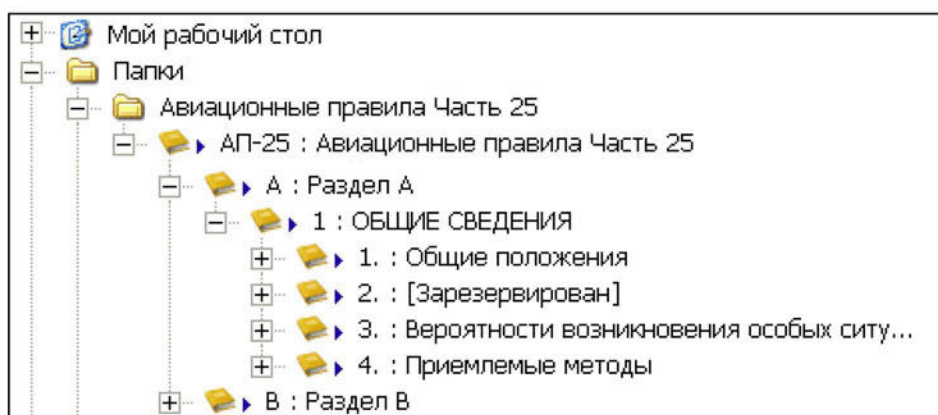 Мой рабочий стол
Папки
Авиационные правила Часть 25
АП-25 : Авиационные правила Часть 25
А : Раздел А
1 : ОБЩИЕ СВЕДЕНИЯ
1. : Общие положения
2. : [Зарезервирован]
3. : Вероятности возникновения особых ситу...
4. : Приемлемые методы
В : Раздел В